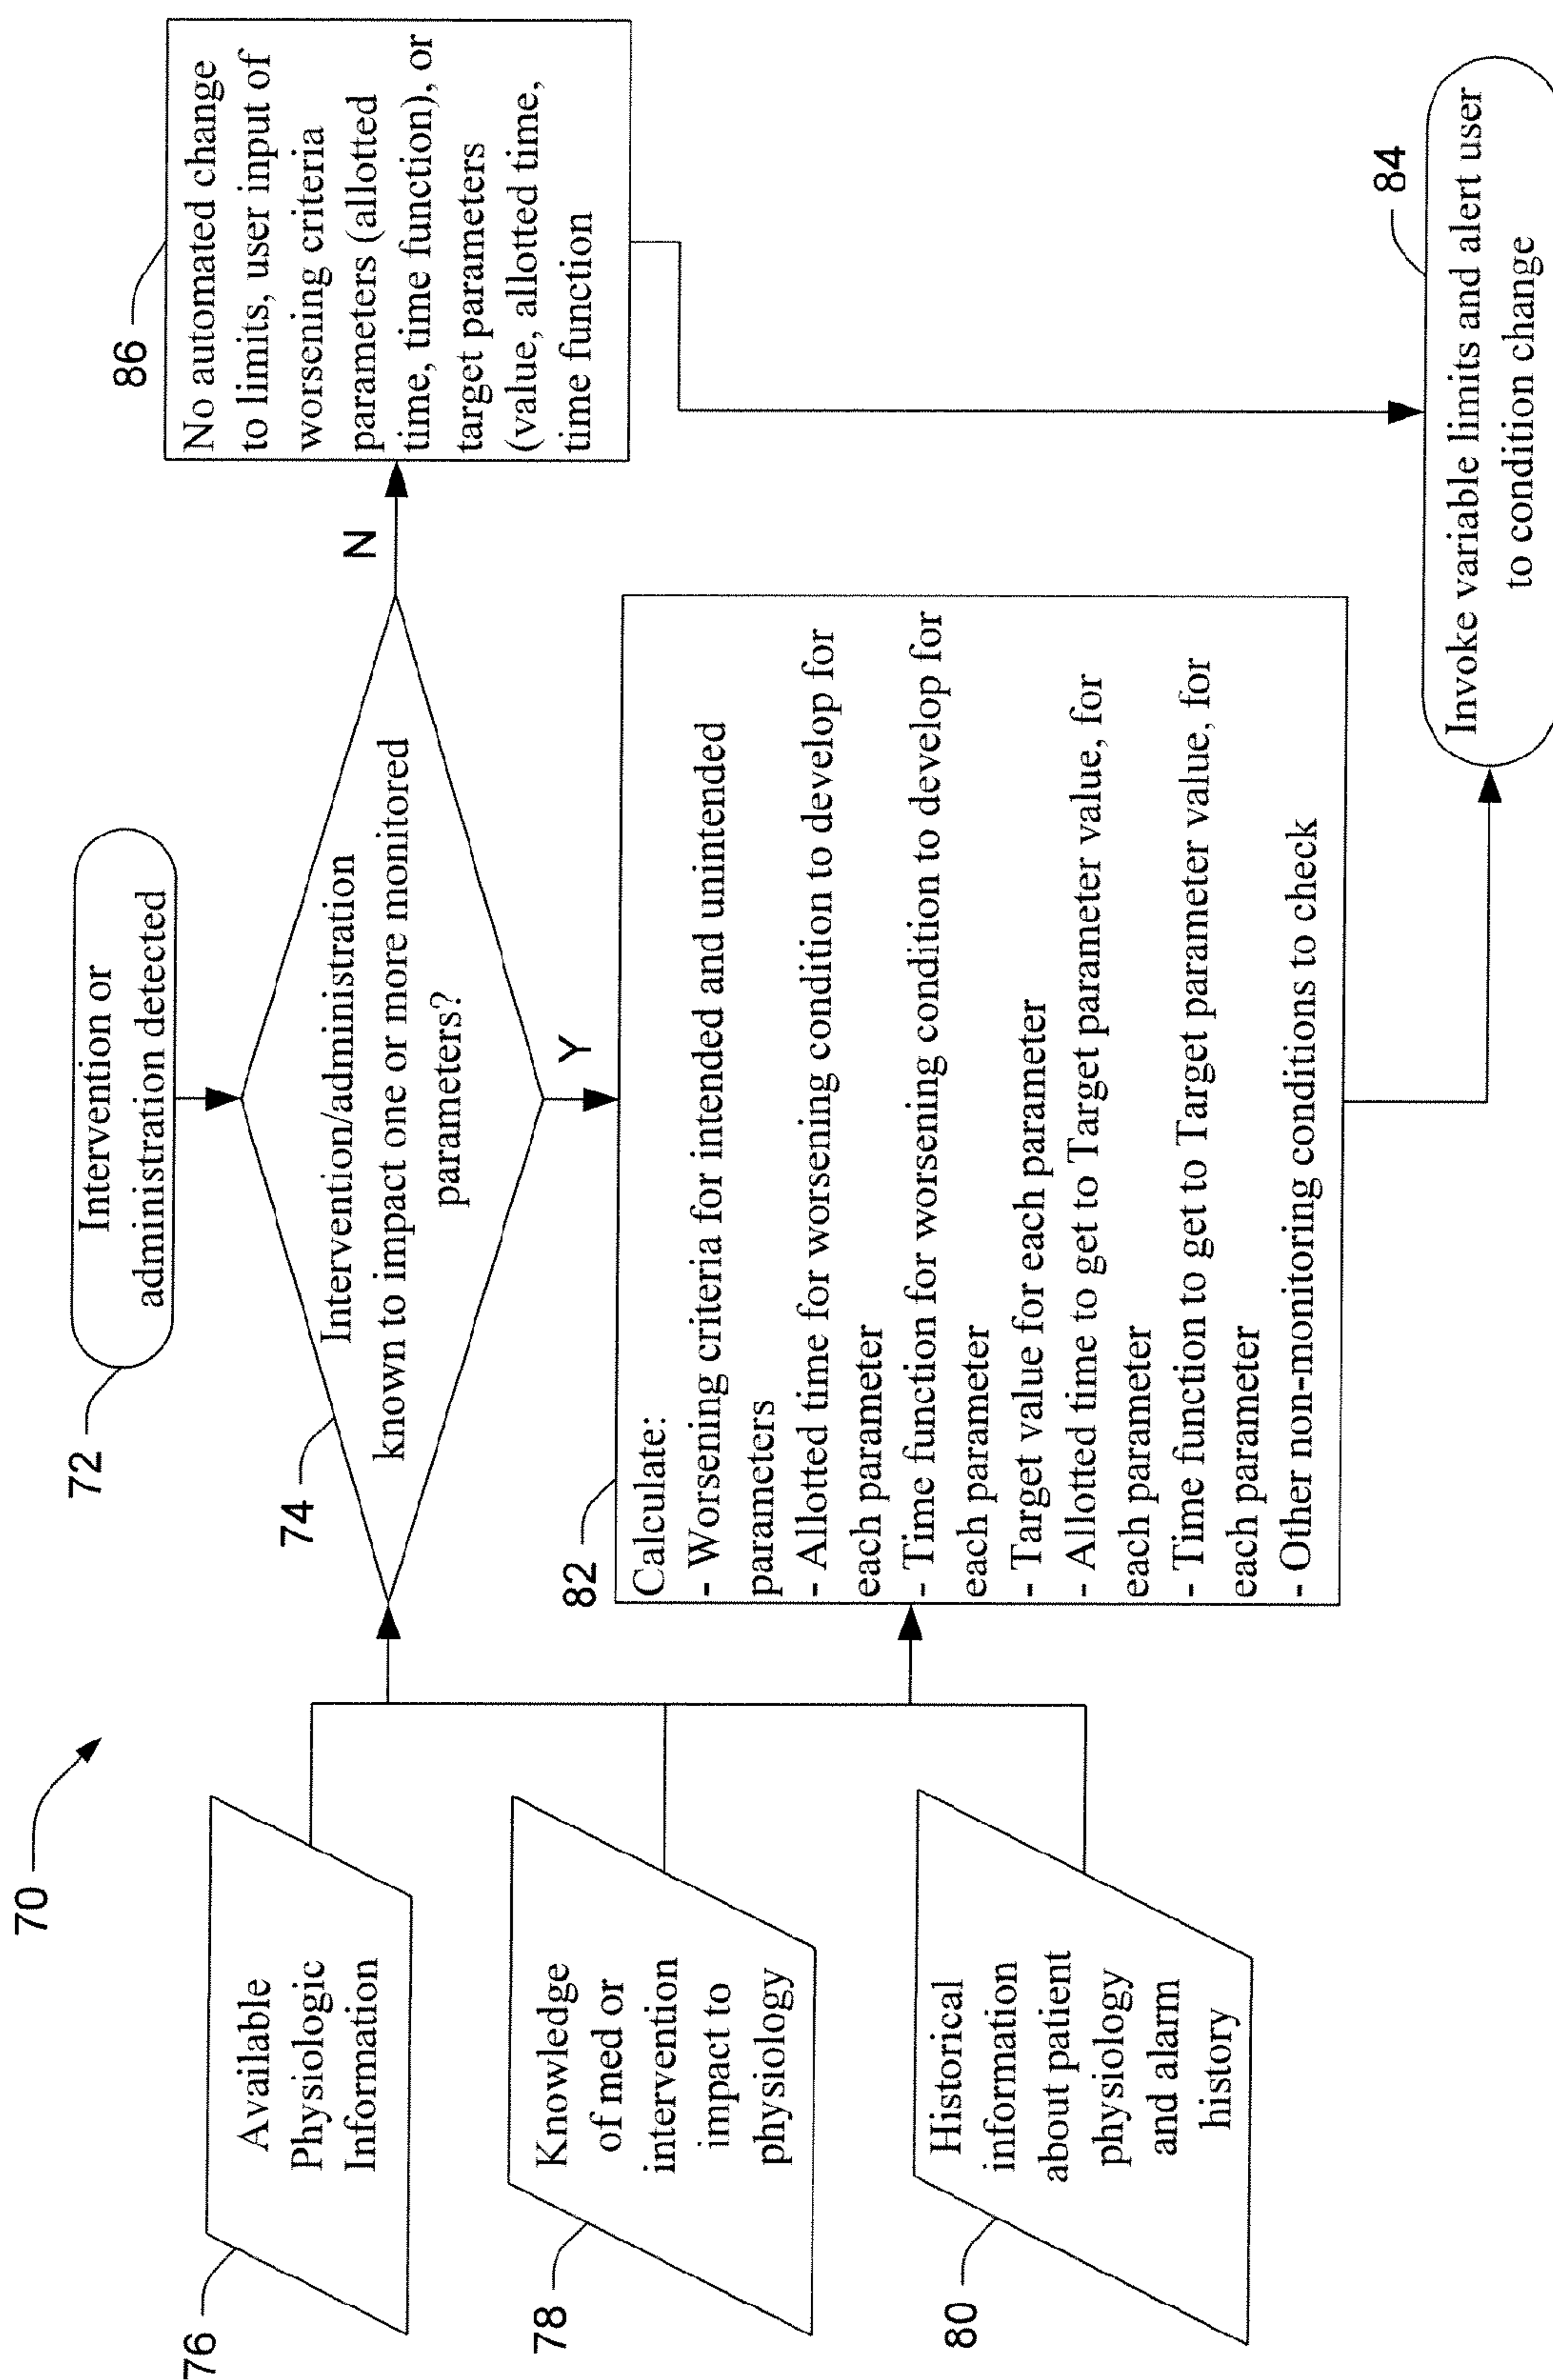 70
72
Intervention or
administration detected
74
Intervention/administration
known to impact one or more monitored
parameters?
N
Y
86
No automated change
to limits, user input of
worsening criteria
parameters (allotted
time, time function), or
target parameters
(value, allotted time,
time function
76
Available
Physiologic
Information
78
Knowledge
of med or
intervention
impact to
physiology
80
Historical
information
about patient
physiology
and alarm
history
82
Calculate:
- Worsening criteria for intended and unintended
parameters
- Allotted time for worsening condition to develop for
each parameter
- Time function for worsening condition to develop for
each parameter
- Target value for each parameter
- Allotted time to get to Target parameter value, for
each parameter
- Time function to get to Target parameter value, for
each parameter
- Other non-monitoring conditions to check
84
Invoke variable limits and alert user
to condition change